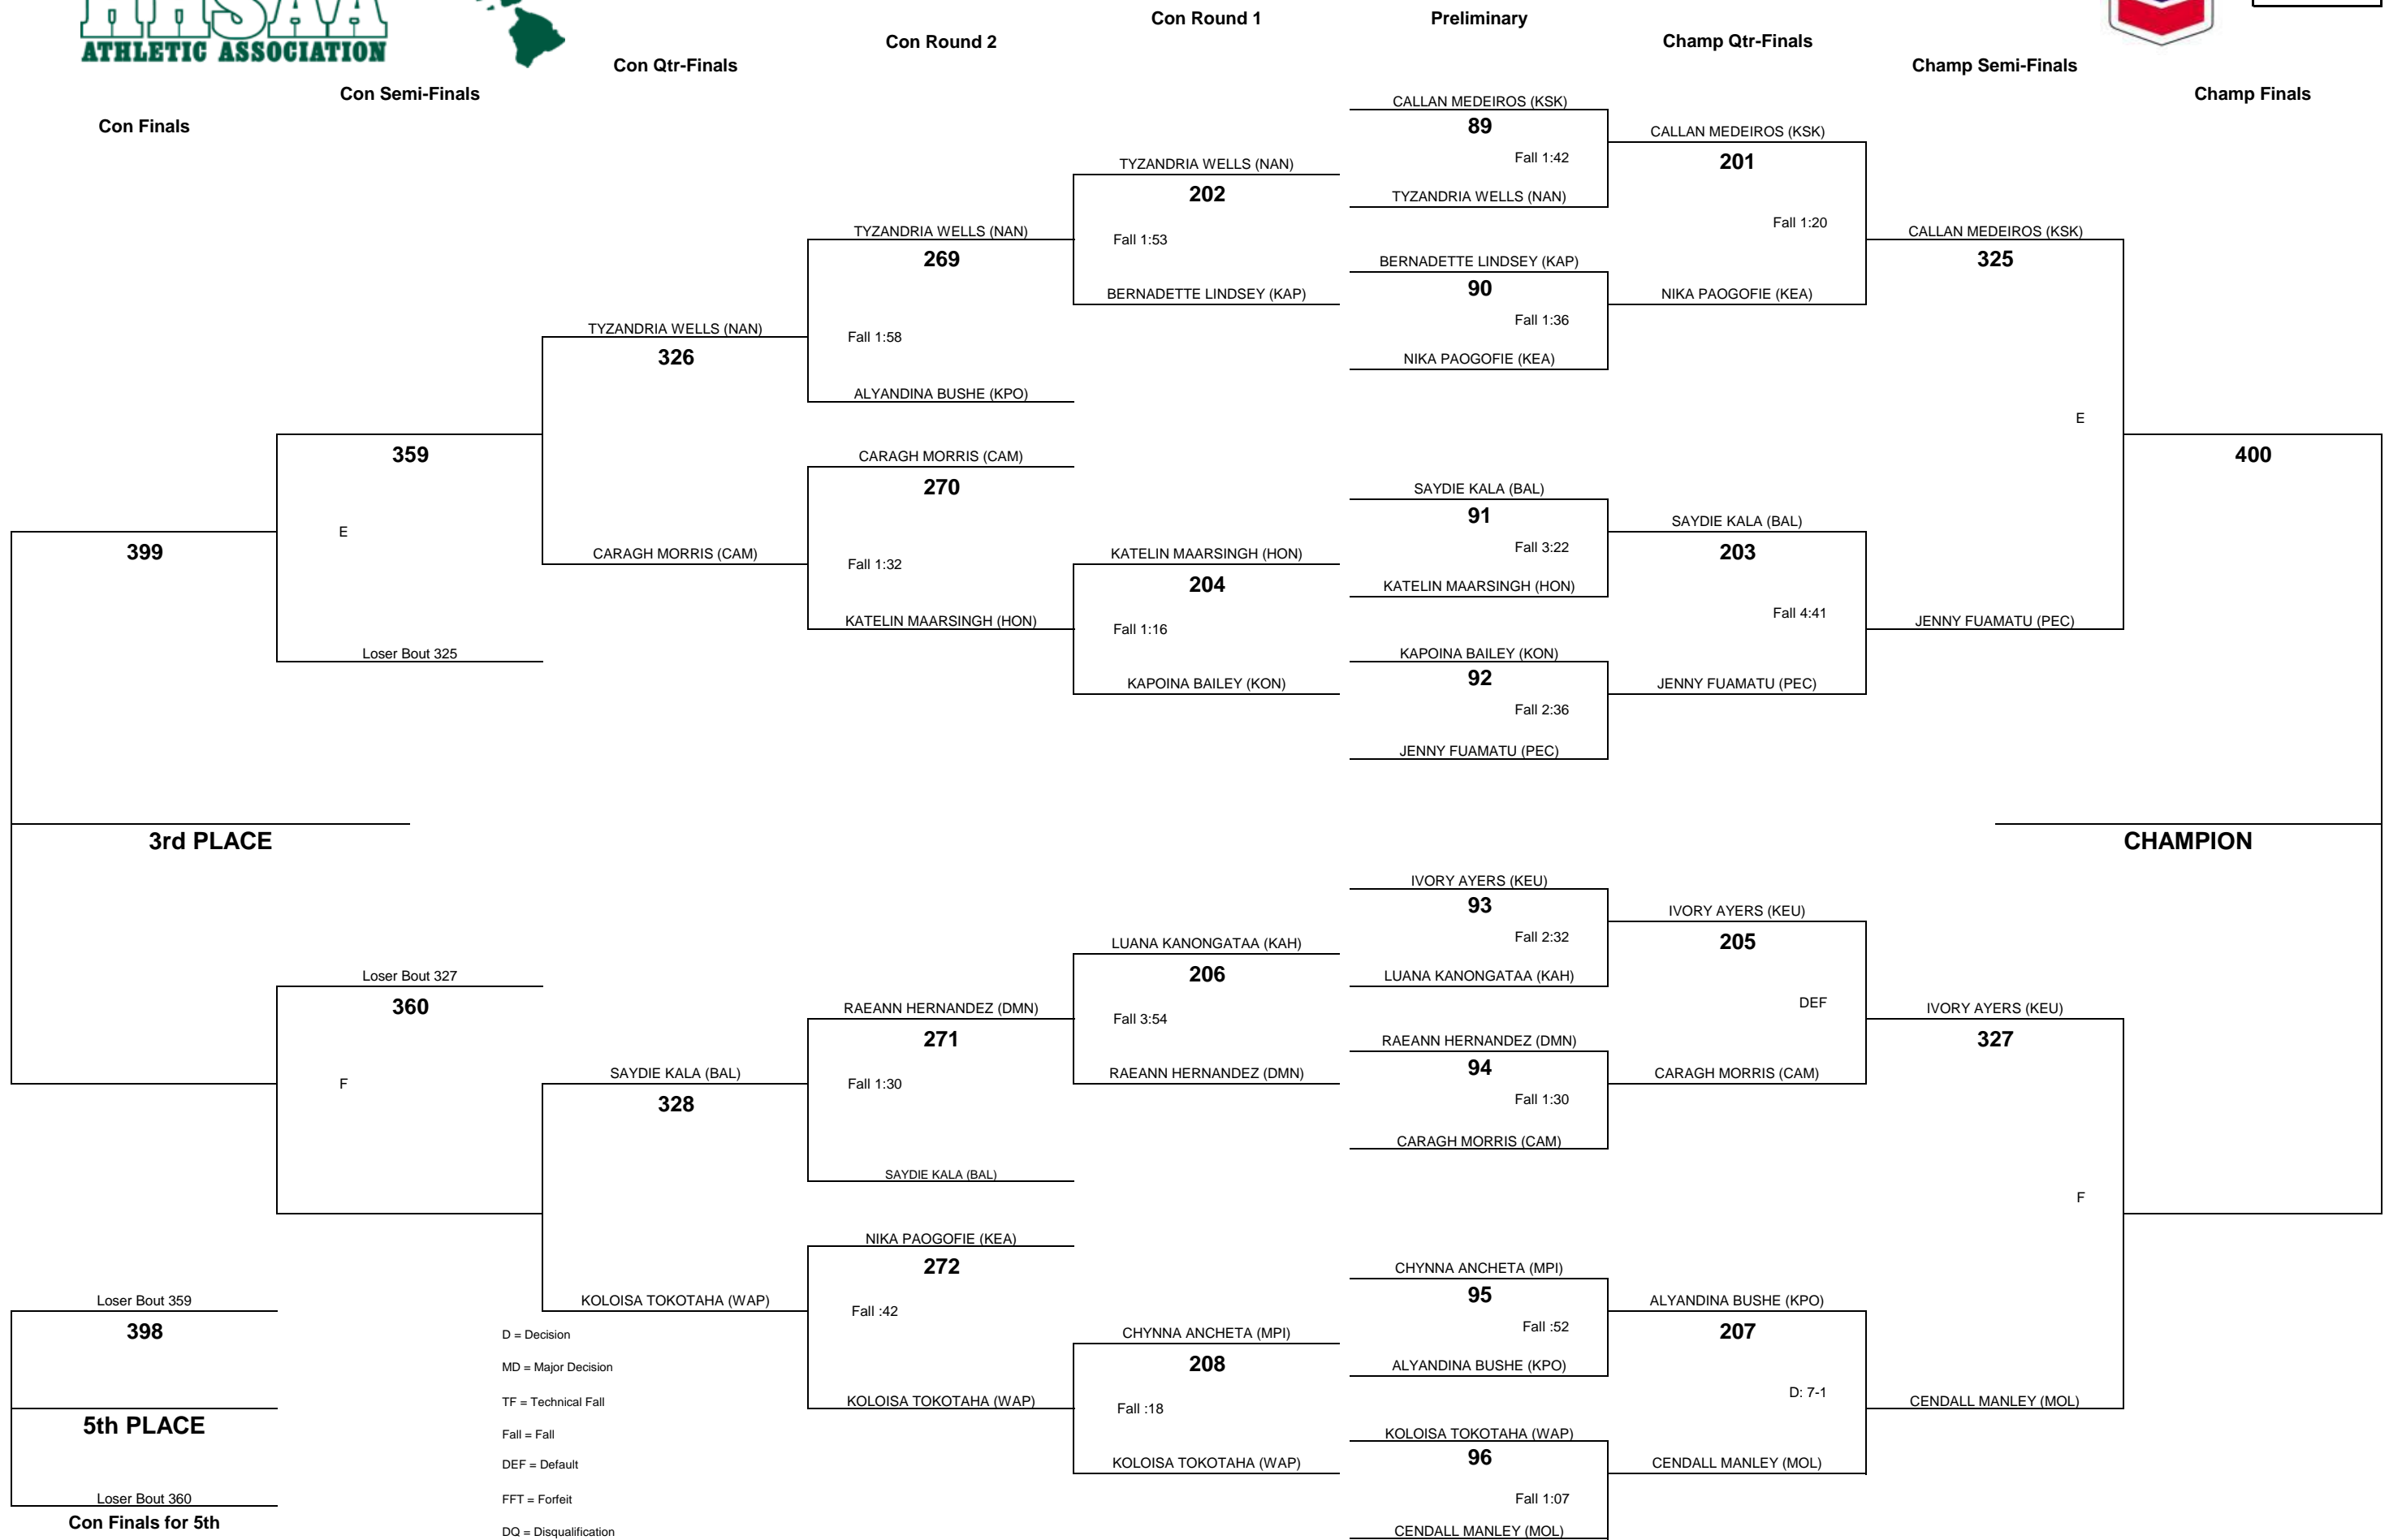 HHSAA
ATHLETIC ASSOCIATION
Con Finals
Con Semi-Finals
Con Qtr-Finals
Con Round 2
Con Round 1
Preliminary
Champ Qtr-Finals
Champ Semi-Finals
Champ Finals
CALLAN MEDEIROS (KSK)
89
Fall 1:42
TYZANDRIA WELLS (NAN)
BERNADETTE LINDSEY (KAP)
90
Fall 1:36
NIKA PAOGOFIE (KEA)
SAYDIE KALA (BAL)
91
Fall 3:22
KATELIN MAARSINGH (HON)
KAPOINA BAILEY (KON)
92
Fall 2:36
JENNY FUAMATU (PEC)
IVORY AYERS (KEU)
93
Fall 2:32
LUANA KANONGATAA (KAH)
RAEANN HERNANDEZ (DMN)
94
Fall 1:30
CARAGH MORRIS (CAM)
CHYNNA ANCHETA (MPI)
95
Fall :52
ALYANDINA BUSHE (KPO)
KOLOISA TOKOTAHA (WAP)
96
Fall 1:07
CENDALL MANLEY (MOL)
CALLAN MEDEIROS (KSK)
201
Fall 1:20
NIKA PAOGOFIE (KEA)
SAYDIE KALA (BAL)
203
Fall 4:41
JENNY FUAMATU (PEC)
IVORY AYERS (KEU)
205
DEF
CARAGH MORRIS (CAM)
ALYANDINA BUSHE (KPO)
207
D: 7-1
CENDALL MANLEY (MOL)
CALLAN MEDEIROS (KSK)
325
E
JENNY FUAMATU (PEC)
IVORY AYERS (KEU)
327
F
CENDALL MANLEY (MOL)
400
CHAMPION
TYZANDRIA WELLS (NAN)
202
Fall 1:53
BERNADETTE LINDSEY (KAP)
KATELIN MAARSINGH (HON)
204
Fall 1:16
KAPOINA BAILEY (KON)
LUANA KANONGATAA (KAH)
206
Fall 3:54
RAEANN HERNANDEZ (DMN)
CHYNNA ANCHETA (MPI)
208
Fall :18
KOLOISA TOKOTAHA (WAP)
TYZANDRIA WELLS (NAN)
269
Fall 1:58
ALYANDINA BUSHE (KPO)
CARAGH MORRIS (CAM)
270
Fall 1:32
KATELIN MAARSINGH (HON)
RAEANN HERNANDEZ (DMN)
271
Fall 1:30
SAYDIE KALA (BAL)
NIKA PAOGOFIE (KEA)
272
Fall :42
KOLOISA TOKOTAHA (WAP)
TYZANDRIA WELLS (NAN)
326
CARAGH MORRIS (CAM)
SAYDIE KALA (BAL)
328
KOLOISA TOKOTAHA (WAP)
359
E
Loser Bout 325
Loser Bout 327
360
F
399
3rd PLACE
Loser Bout 359
398
5th PLACE
Loser Bout 360
Con Finals for 5th
D = Decision
MD = Major Decision
TF = Technical Fall
Fall = Fall
DEF = Default
FFT = Forfeit
DQ = Disqualification